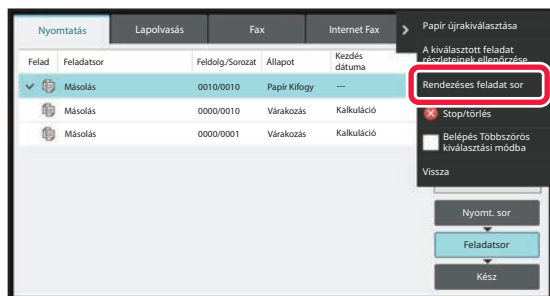 Nyomtatás Lapolvasás Fax Internet Fax
Felad Feladatsor Feldolg./Sorozat Állapot Kezdés dátuma
Másolás 0010/0010 Papír Kifogy ---
Másolás 0000/0010 Várakozás Kalkuláció
Másolás 0000/0001 Várakozás Kalkuláció
Papír újrakiválasztása
A kiválasztott feladat
részleteinek ellenőrzése
Rendezéses feladat sor
Stop/törlés
Belépés Többszörös
kiválasztási módba
Vissza
Nyomt. sor
Feladatsor
Kész